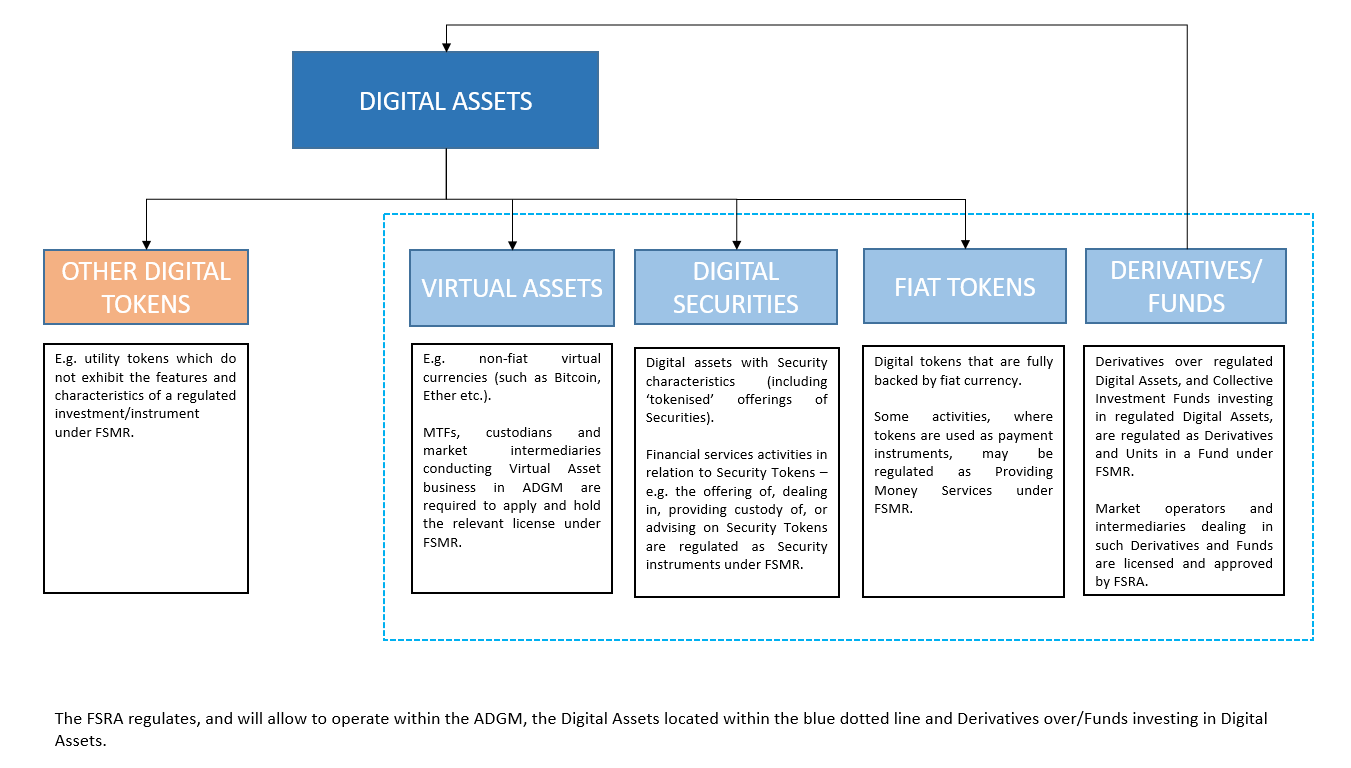 DIGITAL ASSETS
OTHER DIGITAL
TOKENS
E.g. utility tokens which do
not exhibit the features and
characteristics of a regulated
investment/instrument
under FSMR.
VIRTUAL ASSETS
E.g. non-fiat virtual
currencies (such as Bitcoin,
Ether etc.).
MTFs, custodians and
market intermediaries
conducting Virtual Asset
business in ADGM are
required to apply and hold
the relevant license under
FSMR.
DIGITAL
SECURITIES
Digital assets with Security
characteristics (including
‘tokenised’ offerings of
Securities).
Financial services activities in
relation to Security Tokens –
e.g. the offering of, dealing
in, providing custody of, or
advising on Security Tokens
are regulated as Security
instruments under FSMR.
FIAT TOKENS
Digital tokens that are fully
backed by fiat currency.
Some activities, where
tokens are used as payment
instruments, may be
regulated as Providing
Money Services under
FSMR.
DERIVATIVES/
FUNDS
Derivatives over regulated
Digital Assets, and Collective
Investment Funds investing
in regulated Digital Assets,
are regulated as Derivatives
and Units in a Fund under
FSMR.
Market operators and
intermediaries dealing in
such Derivatives and Funds
are licensed and approved
by FSRA.
The FSRA regulates, and will allow to operate within the ADGM, the Digital Assets located within the blue dotted line and Derivatives over/Funds investing in Digital
Assets.